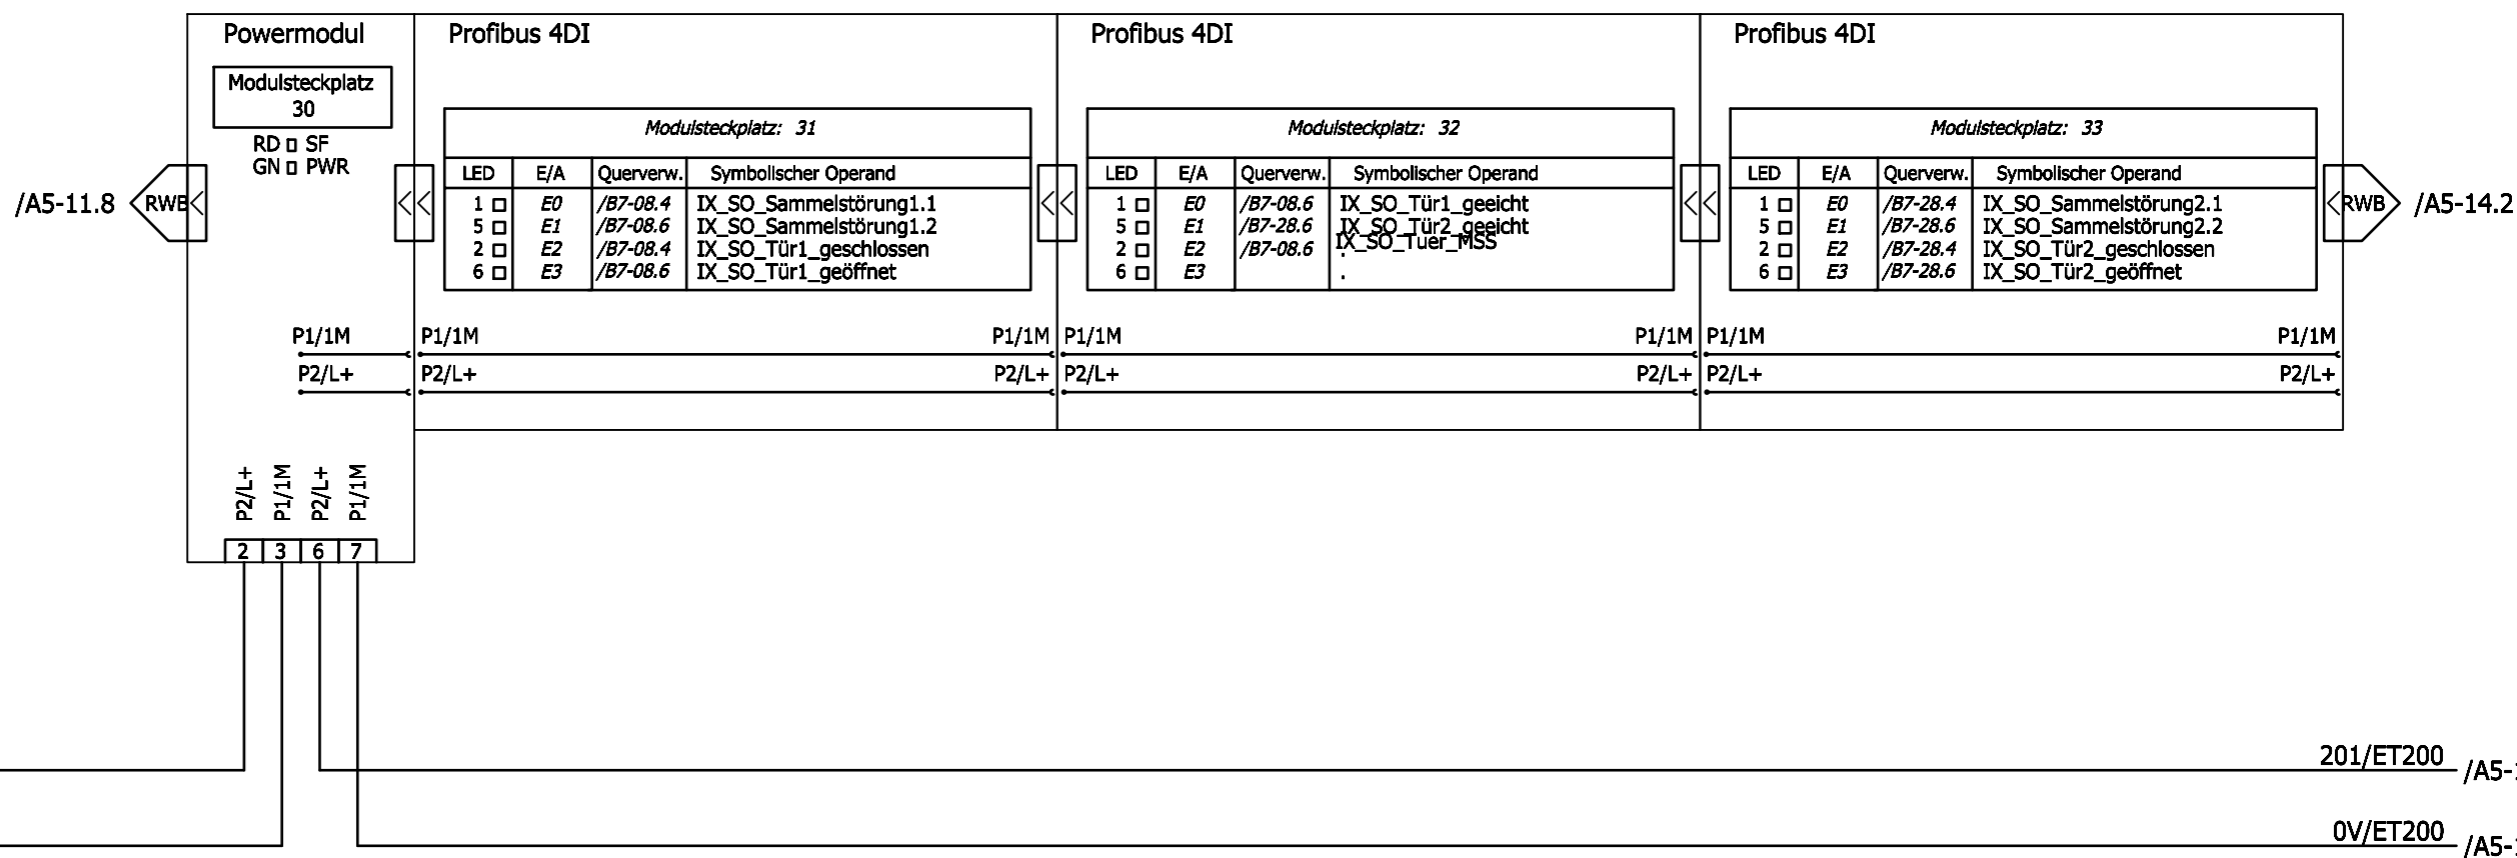 Powermodul Profibus 4DI Profibus 4DI Profibus 4DI
Modulsteckplatz
30
Modulsteckplatz: 31 Modulsteckplatz: 32 Modulsteckplatz: 33
RD SF
GN PWR
LED E/A Querverw. Symbolischer Operand LED E/A Querverw. Symbolischer Operand LED E/A Querverw. Symbolischer Operand
/A5-11.8 RWB 1 E0 /B7-08.4 IX_SO_Sammelstörung1.1 1 E0 /B7-08.6 IX_SO_Tür1_geeicht 1 E0 /B7-28.4 IX_SO_Sammelstörung2.1 RWB /A5-14.2
5 E1 /B7-08.6 IX_SO_Sammelstörung1.2 5 E1 /B7-28.6 IX_SO_Tür2_geeicht 5 E1 /B7-28.6 IX_SO_Sammelstörung2.2
2 E2 /B7-08.4 IX_SO_Tür1_geschlossen 2 E2 /B7-08.6 IX_SO_Tuer_MSS . 2 E2 /B7-28.4 IX_SO_Tür2_geschlossen
6 E3 /B7-08.6 IX_SO_Tür1_geöffnet 6 E3 . 6 E3 /B7-28.6 IX_SO_Tür2_geöffnet
P1/1M P1/1M P1/1M P1/1M P1/1M P1/1M P1/1M
P2/L+ P2/L+ P2/L+ P2/L+ P2/L+ P2/L+ P2/L+
P2/L+ P1/1M P2/L+ P1/1M
2 3 6 7
201/ET200
0V/ET200